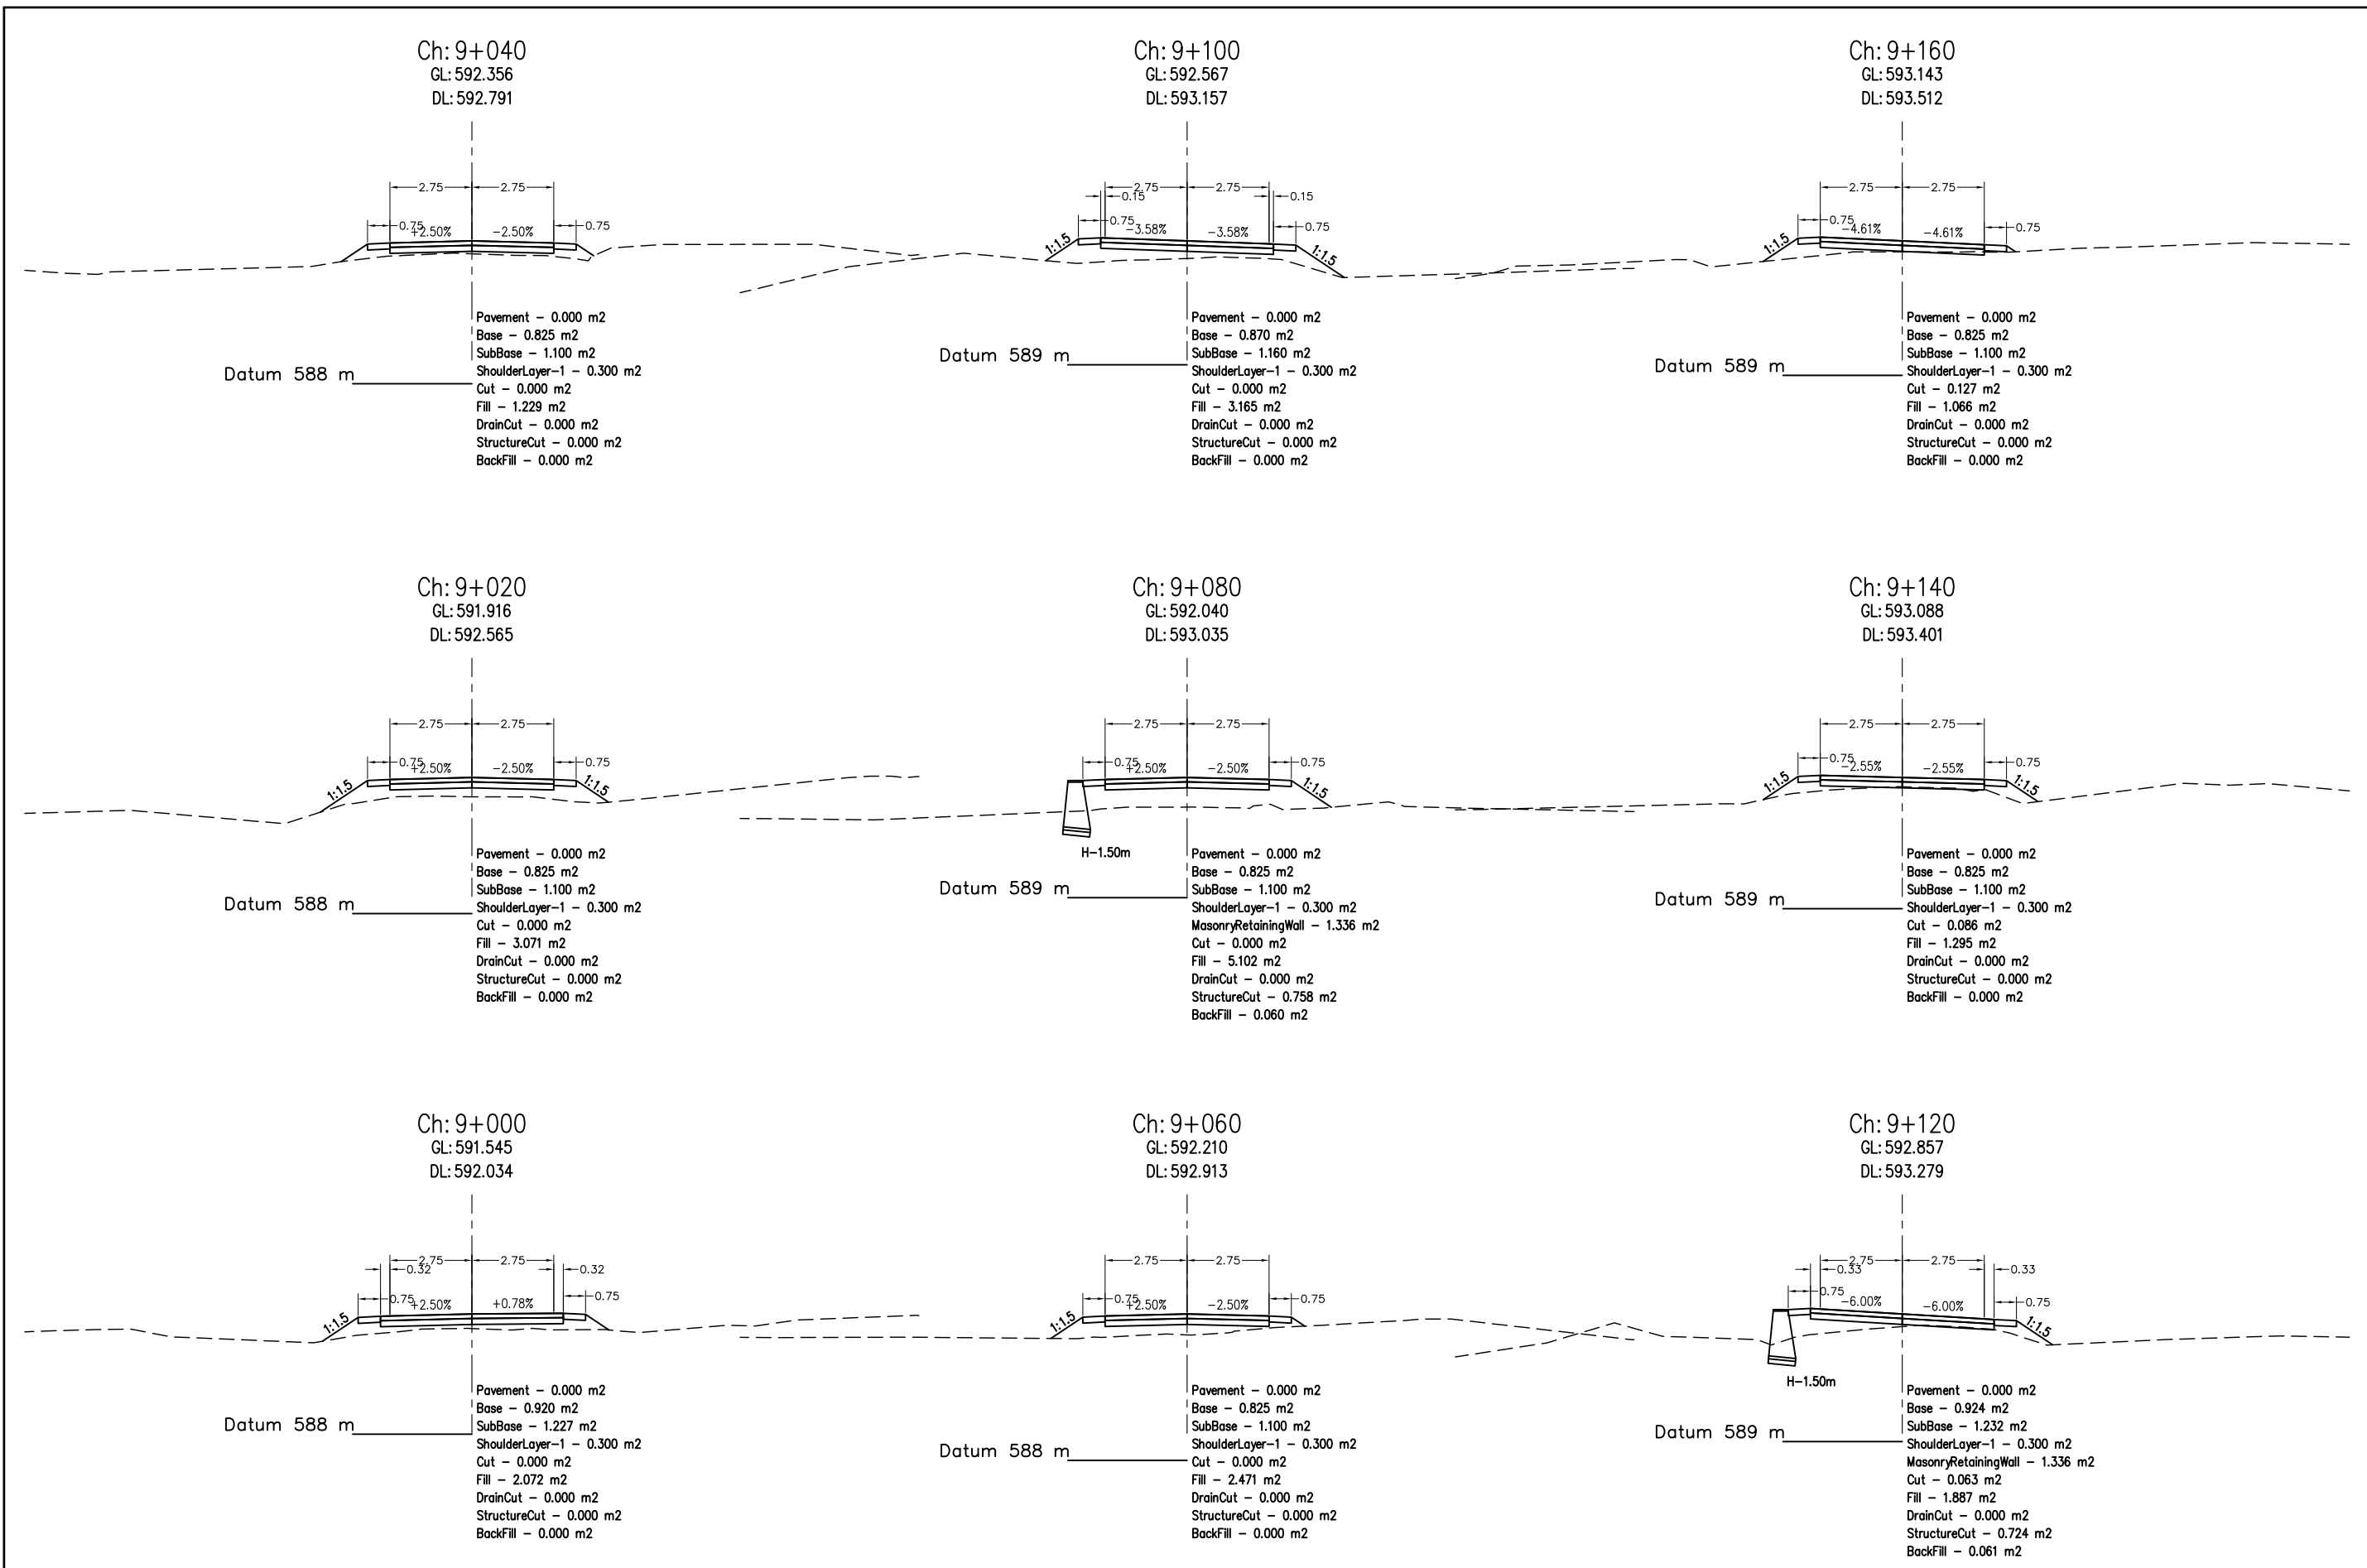 Ch: 9+040
GL: 592.356
DL: 592.791
2.75
2.75
0.75
+2.50%
-2.50%
0.75
Datum 588 m
Pavement - 0.000 m2
Base - 0.825 m2
SubBase - 1.100 m2
ShoulderLayer-1 - 0.300 m2
Cut - 0.000 m2
Fill - 1.229 m2
DrainCut - 0.000 m2
StructureCut - 0.000 m2
BackFill - 0.000 m2
Ch: 9+100
GL: 592.567
DL: 593.157
2.75
2.75
0.15
0.15
0.75
-3.58%
-3.58%
0.75
1:1.5
1:1.5
Datum 589 m
Pavement - 0.000 m2
Base - 0.870 m2
SubBase - 1.160 m2
ShoulderLayer-1 - 0.300 m2
Cut - 0.000 m2
Fill - 3.165 m2
DrainCut - 0.000 m2
StructureCut - 0.000 m2
BackFill - 0.000 m2
Ch: 9+160
GL: 593.143
DL: 593.512
2.75
2.75
0.75
-4.61%
-4.61%
0.75
1:1.5
Datum 589 m
Pavement - 0.000 m2
Base - 0.825 m2
SubBase - 1.100 m2
ShoulderLayer-1 - 0.300 m2
Cut - 0.127 m2
Fill - 1.066 m2
DrainCut - 0.000 m2
StructureCut - 0.000 m2
BackFill - 0.000 m2
Ch: 9+020
GL: 591.916
DL: 592.565
2.75
2.75
0.75
+2.50%
-2.50%
0.75
1:1.5
1:1.5
Datum 588 m
Pavement - 0.000 m2
Base - 0.825 m2
SubBase - 1.100 m2
ShoulderLayer-1 - 0.300 m2
Cut - 0.000 m2
Fill - 3.071 m2
DrainCut - 0.000 m2
StructureCut - 0.000 m2
BackFill - 0.000 m2
Ch: 9+080
GL: 592.040
DL: 593.035
2.75
2.75
0.75
+2.50%
-2.50%
0.75
1:1.5
H-1.50m
Datum 589 m
Pavement - 0.000 m2
Base - 0.825 m2
SubBase - 1.100 m2
ShoulderLayer-1 - 0.300 m2
MasonryRetainingWall - 1.336 m2
Cut - 0.000 m2
Fill - 5.102 m2
DrainCut - 0.000 m2
StructureCut - 0.758 m2
BackFill - 0.060 m2
Ch: 9+140
GL: 593.088
DL: 593.401
2.75
2.75
0.75
-2.55%
-2.55%
0.75
1:1.5
1:1.5
Datum 589 m
Pavement - 0.000 m2
Base - 0.825 m2
SubBase - 1.100 m2
ShoulderLayer-1 - 0.300 m2
Cut - 0.086 m2
Fill - 1.295 m2
DrainCut - 0.000 m2
StructureCut - 0.000 m2
BackFill - 0.000 m2
Ch: 9+000
GL: 591.545
DL: 592.034
2.75
2.75
0.32
0.32
0.75
+2.50%
+0.78%
0.75
1:1.5
Datum 588 m
Pavement - 0.000 m2
Base - 0.920 m2
SubBase - 1.227 m2
ShoulderLayer-1 - 0.300 m2
Cut - 0.000 m2
Fill - 2.072 m2
DrainCut - 0.000 m2
StructureCut - 0.000 m2
BackFill - 0.000 m2
Ch: 9+060
GL: 592.210
DL: 592.913
2.75
2.75
0.75
+2.50%
-2.50%
0.75
1:1.5
Datum 588 m
Pavement - 0.000 m2
Base - 0.825 m2
SubBase - 1.100 m2
ShoulderLayer-1 - 0.300 m2
Cut - 0.000 m2
Fill - 2.471 m2
DrainCut - 0.000 m2
StructureCut - 0.000 m2
BackFill - 0.000 m2
Ch: 9+120
GL: 592.857
DL: 593.279
2.75
2.75
0.33
0.33
0.75
-6.00%
-6.00%
0.75
1:1.5
H-1.50m
Datum 589 m
Pavement - 0.000 m2
Base - 0.924 m2
SubBase - 1.232 m2
ShoulderLayer-1 - 0.300 m2
MasonryRetainingWall - 1.336 m2
Cut - 0.063 m2
Fill - 1.887 m2
DrainCut - 0.000 m2
StructureCut - 0.724 m2
BackFill - 0.061 m2